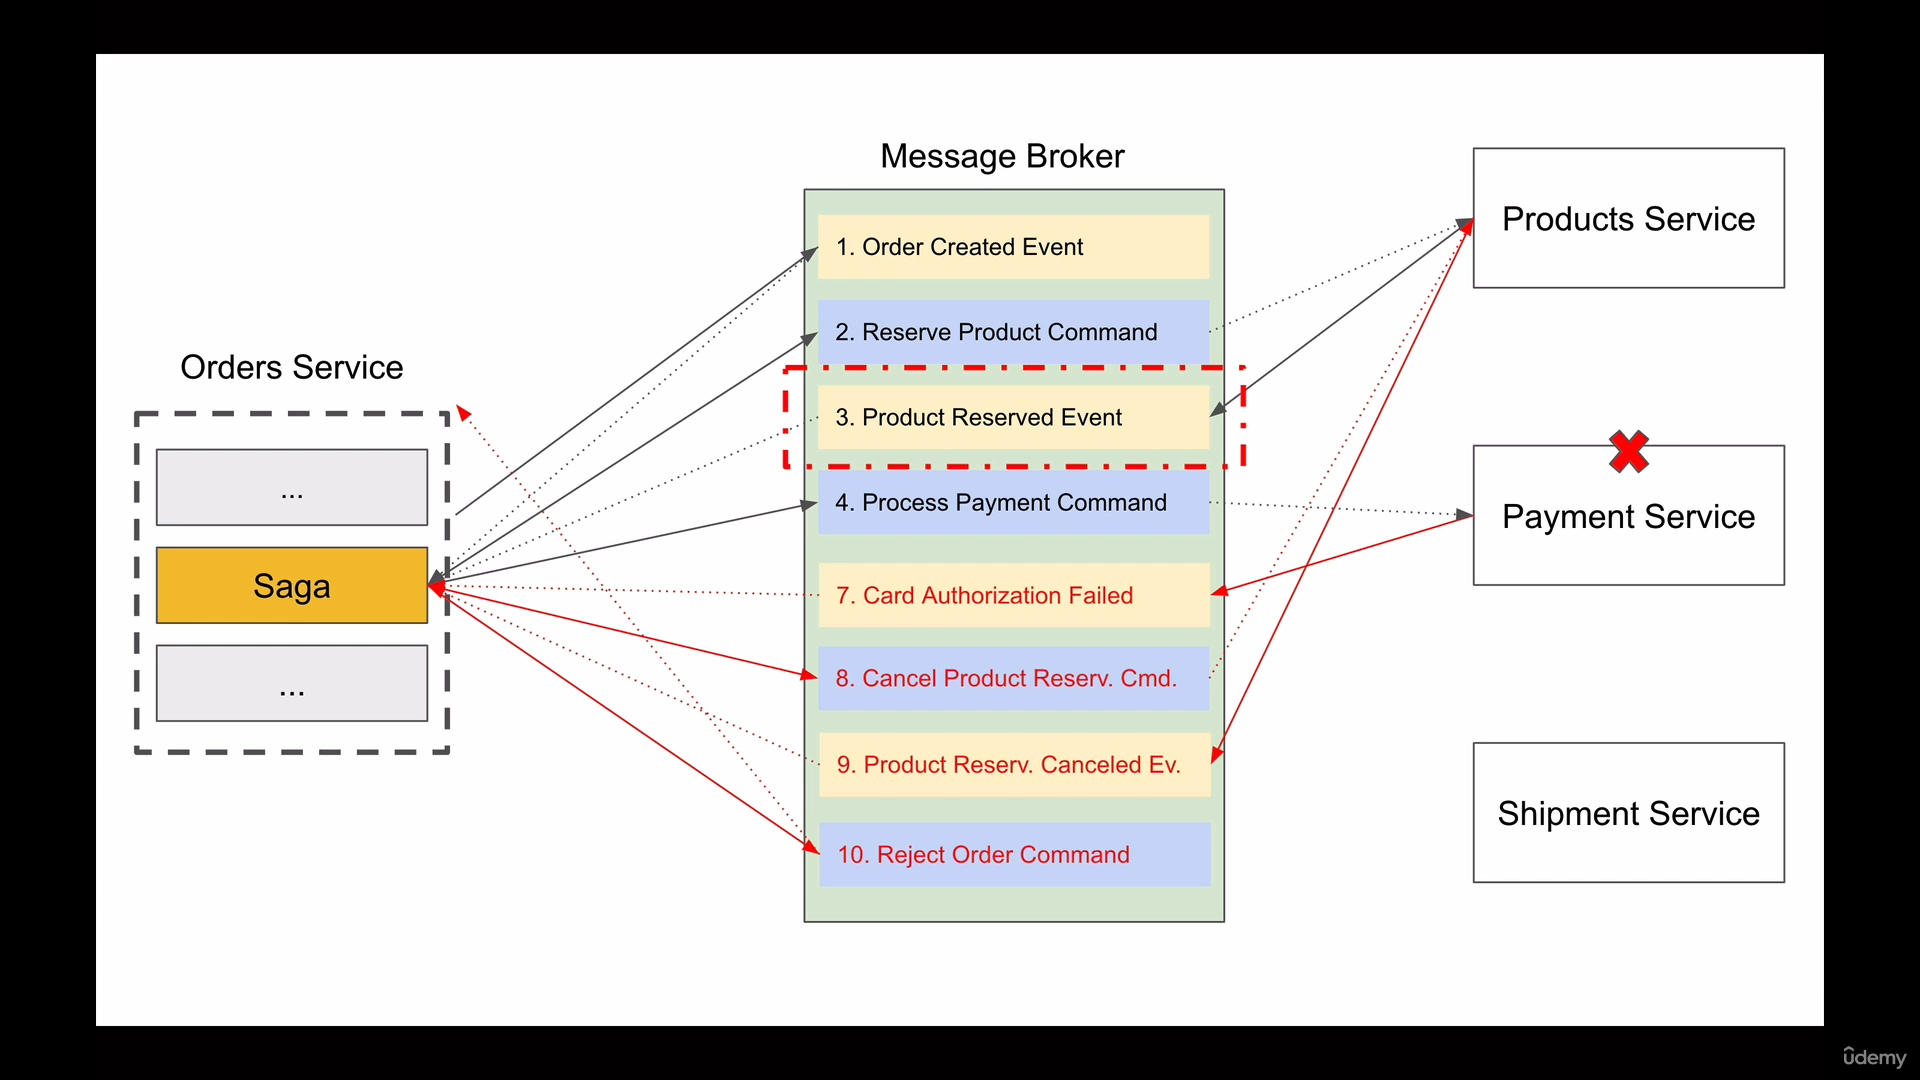 Message Broker
Orders Service
...
Saga
...
1. Order Created Event
2. Reserve Product Command
3. Product Reserved Event
4. Process Payment Command
7. Card Authorization Failed
8. Cancel Product Reserv. Cmd.
9. Product Reserv. Canceled Ev.
10. Reject Order Command
Products Service
Payment Service
Shipment Service
ûdemy